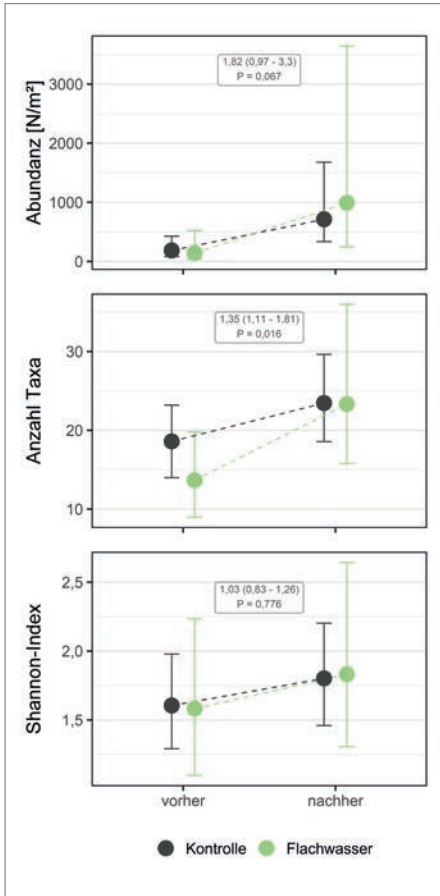 Abundanz [N/m²]
3000
2000
1000
0
1,82 (0,97 - 3,3)
P = 0,067
Anzahl Taxa
30
20
10
1,35 (1,11 - 1,81)
P = 0,016
Shannon-Index
2,5
2,0
1,5
1,03 (0,83 - 1,26)
P = 0,776
vorher nachher
Kontrolle Flachwasser